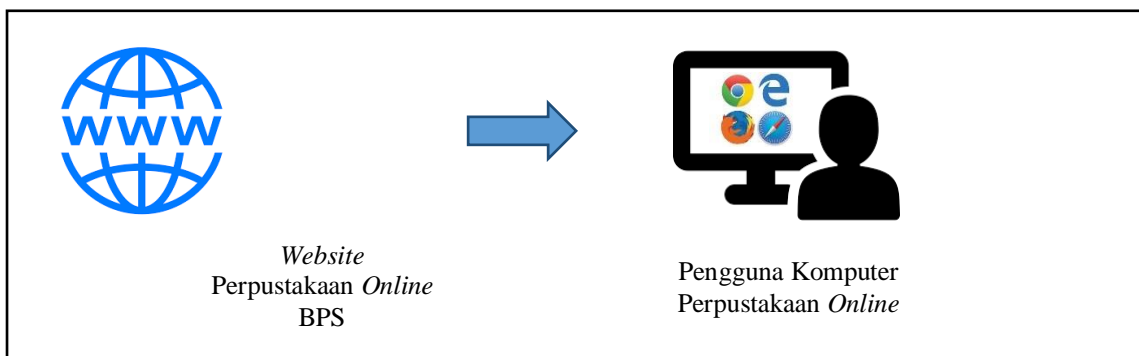 WWW
Website
Perpustakaan Online
BPS
Pengguna Komputer
Perpustakaan Online